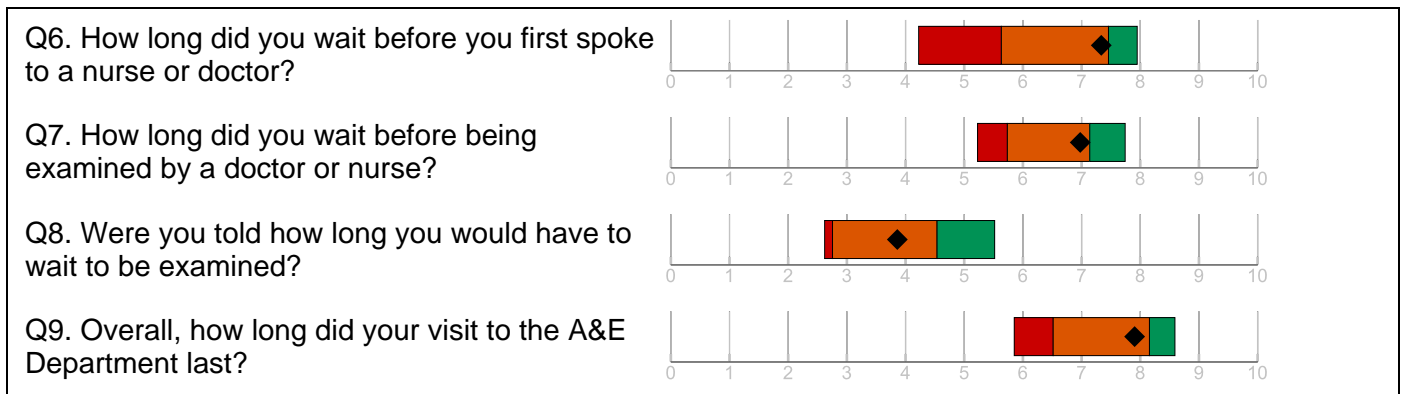 Q6. How long did you wait before you first spoke
to a nurse or doctor?
0 1 2 3 4 5 6 7 8 9 10
Q7. How long did you wait before being
examined by a doctor or nurse?
0 1 2 3 4 5 6 7 8 9 10
Q8. Were you told how long you would have to
wait to be examined?
0 1 2 3 4 5 6 7 8 9 10
Q9. Overall, how long did your visit to the A&E
Department last?
0 1 2 3 4 5 6 7 8 9 10